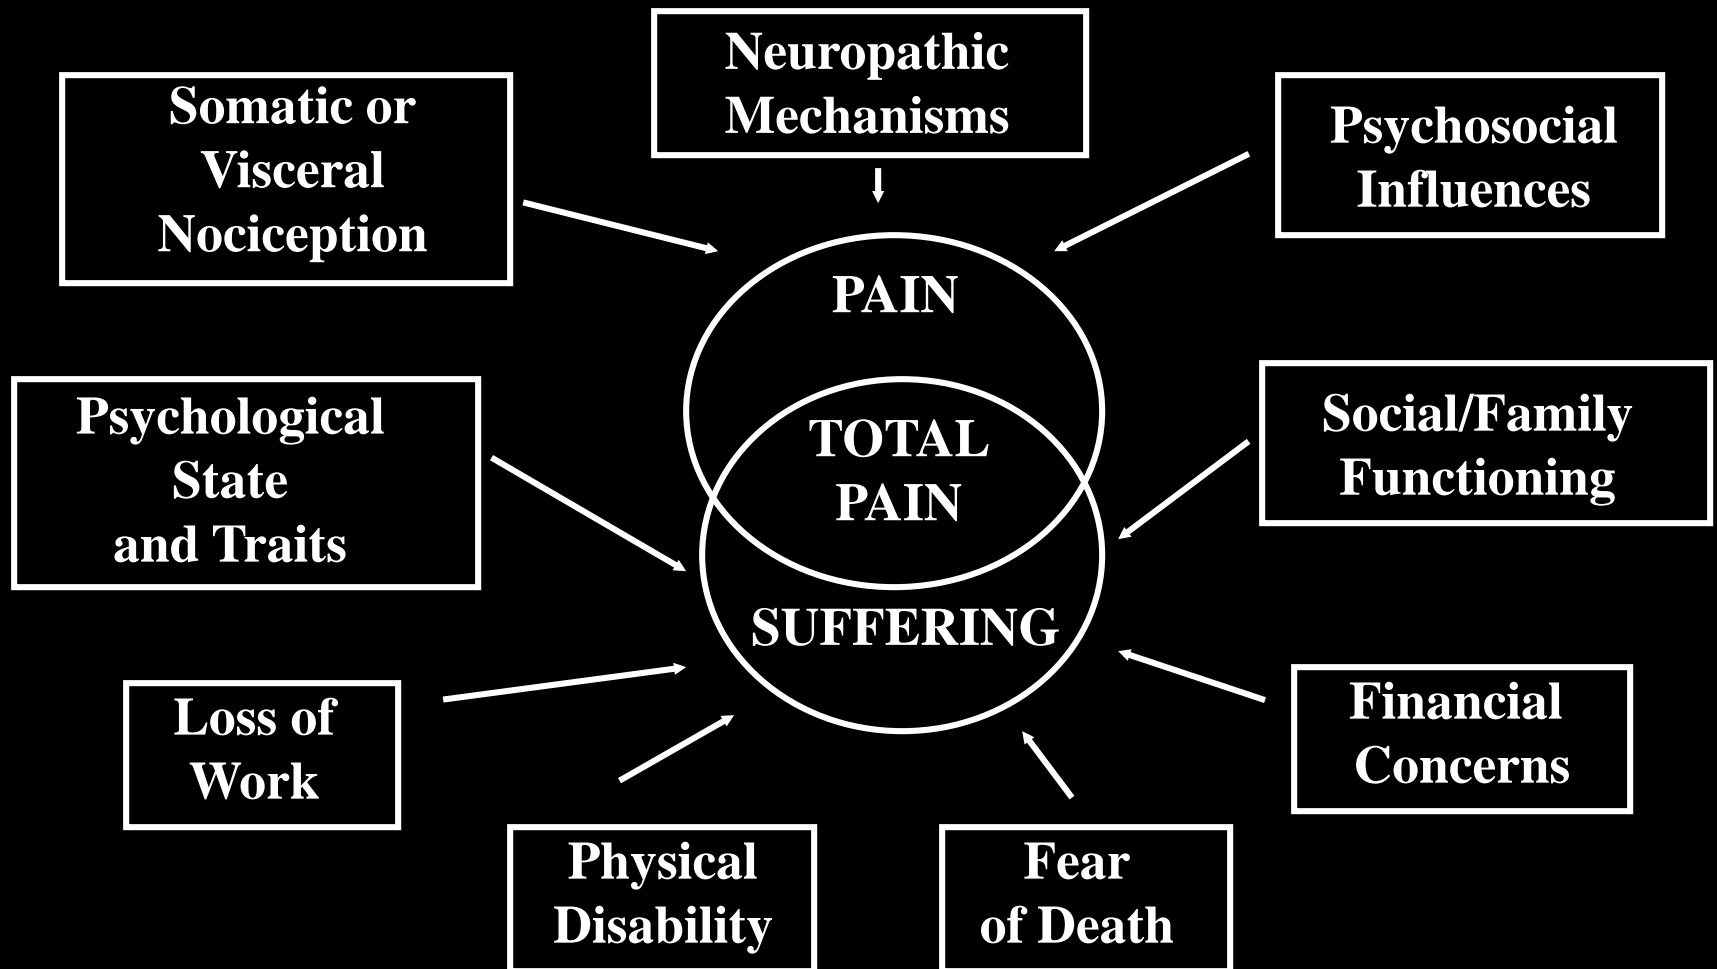 Neuropathic
Mechanisms
Somatic or
Visceral
Nociception
Psychosocial
Influences
PAIN
Psychological
State
and Traits
TOTAL
PAIN
Social/Family
Functioning
SUFFERING
Loss of
Work
Financial
Concerns
Physical
Disability
Fear
of Death